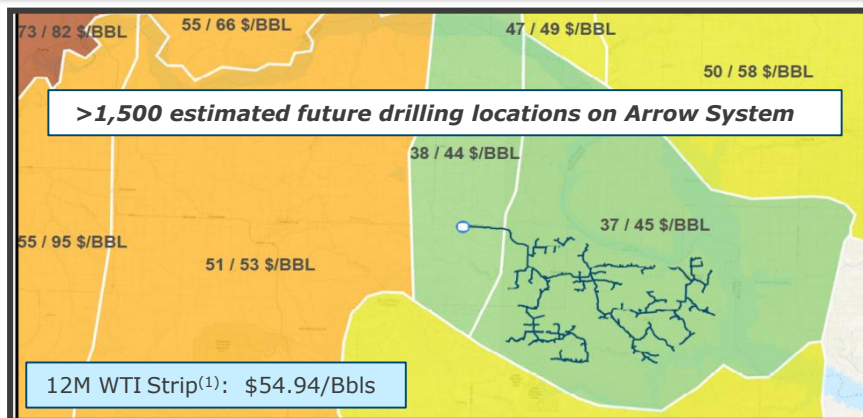 73 / 82 $/BBL
55 / 66 $/BBL
47 / 49 $/BBL
50 / 58 $/BBL
>1,500 estimated future drilling locations on Arrow System
38 / 44 $/BBL
37 / 45 $/BBL
55 / 95 $/BBL
51 / 53 $/BBL
12M WTI Strip(1): $54.94/Bbls